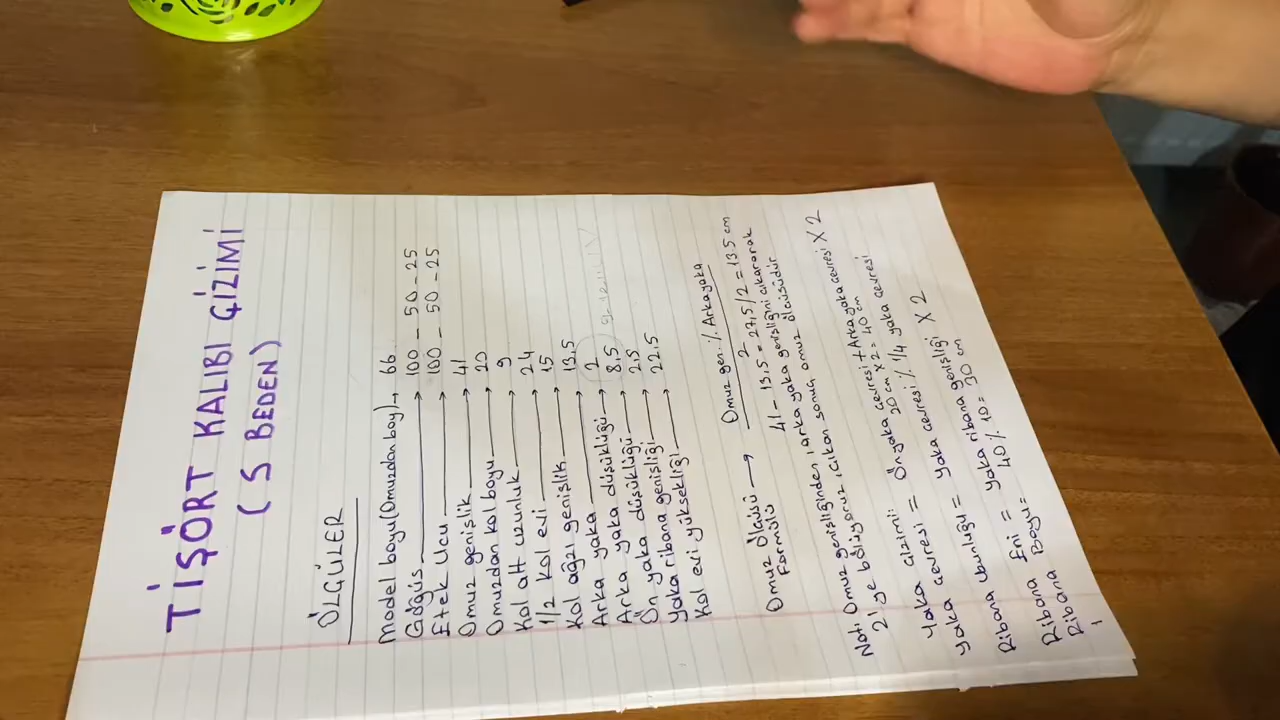 TİŞÖRT KALIBI ÇİZİMİ
( S BEDEN )
ÖLÇÜLER
Model boyu (Omuzdan boy) → 66
Göğüs → 100 - 50 - 25
Etek Ucu → 100 - 50 - 25
Omuz genişlik → 41
Omuzdan kol boyu → 20
Kol alt uzunluk → 9
1/2 Kol evi → 24
Kol ağzı genişlik → 15
Arka yaka → 13,5
Arka yaka düşüklüğü → 2
Ön yaka düşüklüğü → 8,5
Yaka ribana genişliği → 2,5
Kol evi yüksekliği → 22,5
Omuz Ölçüsü → Omuz gen. /. Arka yaka
Formülü 2
41 - 13,5 = 27,5/2 = 13.5 cm
Not: Omuz genişliğinden, arka yaka genişliğini çıkararak
2'ye bölüyoruz, çıkan sonuç omuz ölçüsüdür
Yaka çizimi:
Yaka çevresi = Önyaka çevresi + Arkayaka çevresi X 2
20 cm x 2 = 40 cm
Ribana uzunluğu = yaka çevresi /. 1/4 yaka çevresi
Ribana Eni = yaka ribana genişliği X 2
Ribana Boyu = 40 /. 10 = 30 cm